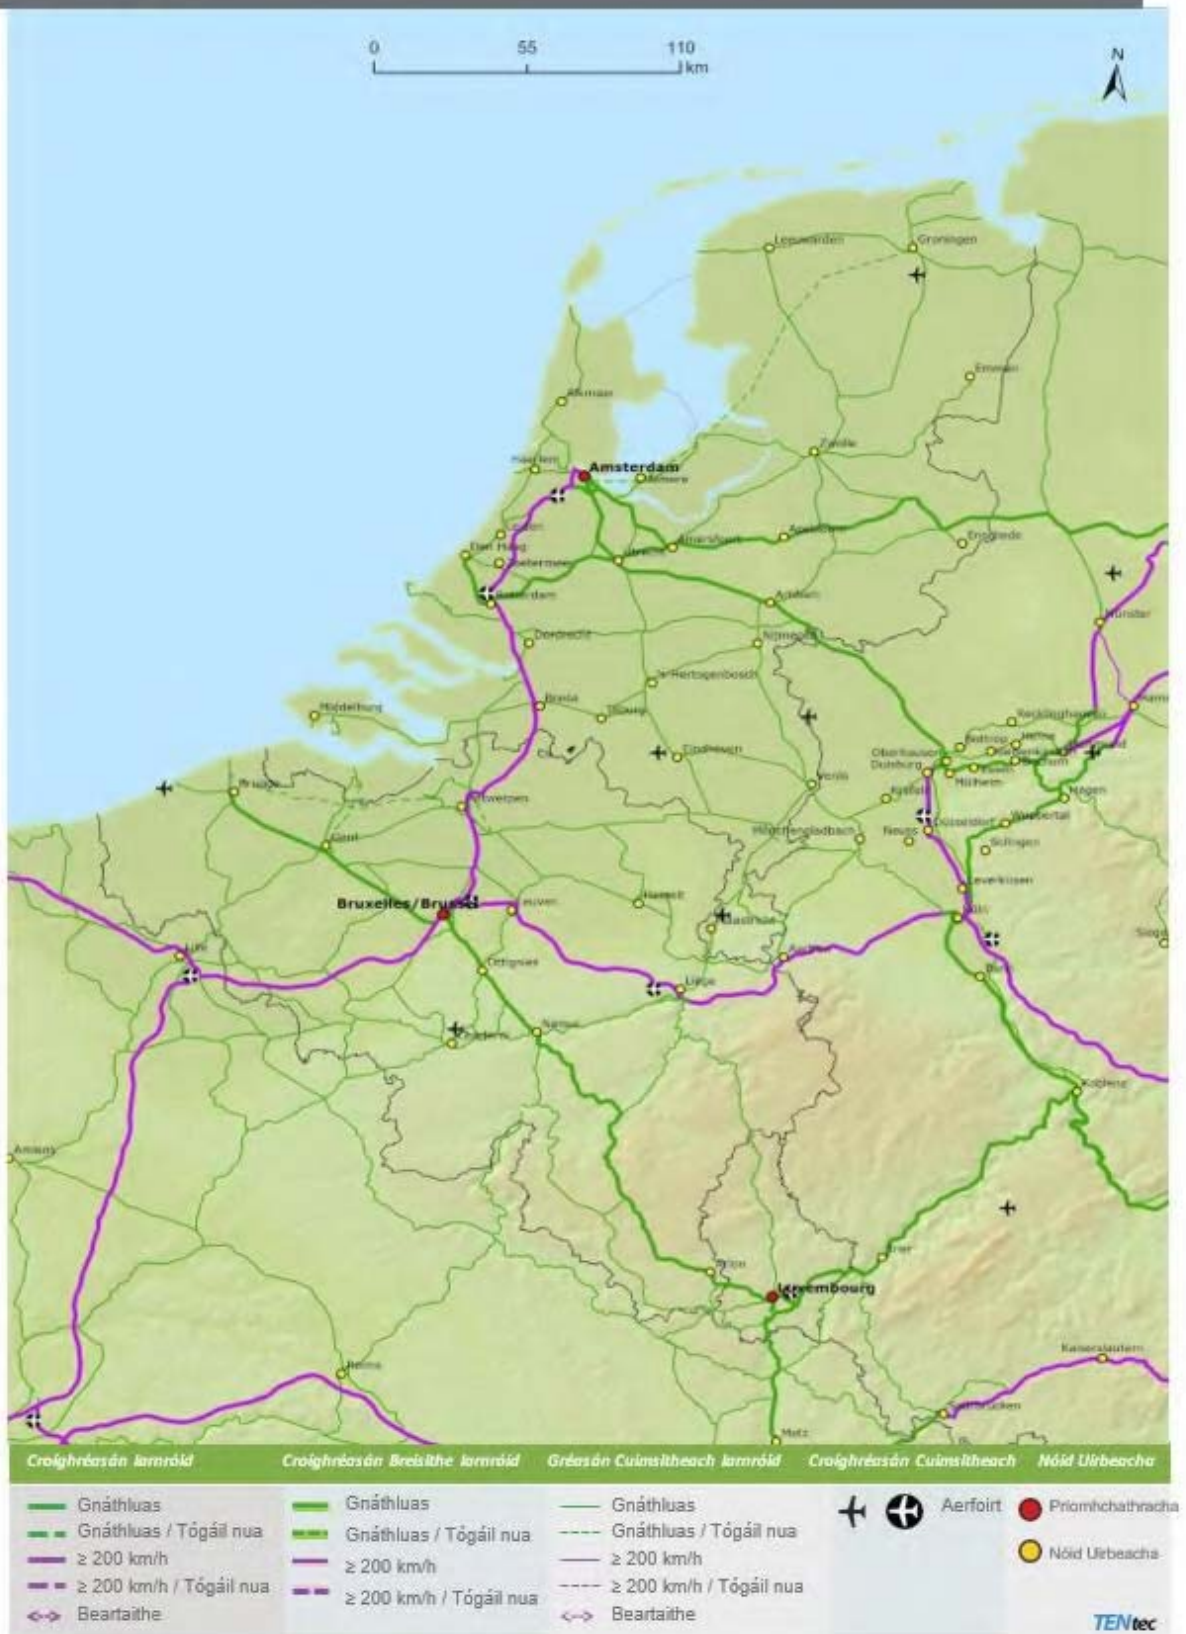 0 55 110
km
N
Leeuwarden
Groningen
Emmen
Alkmaar
Zwolle
Haarlem
Amsterdam
Almere
Leiden
Enschede
Den Haag
Amersfoort
Zoetermeer
Utrecht
Rotterdam
Arnhem
Münster
Dordrecht
Nijmegen
's-Hertogenbosch
Breda
Middelburg
Tilburg
Recklinghausen
Bottrop
Herne
Oberhausen
Eindhoven
Duisburg
Essen
Bochum
Mülheim
Venlo
Brugge
Krefeld
Hagen
Antwerpen
Düsseldorf
Wuppertal
Mönchengladbach
Neuss
Gent
Solingen
Leverkusen
Hasselt
Bruxelles/Brussel
Leuven
Köln
Maastricht
Lille
Aachen
Ottignies
Liège
Namur
Koblenz
Amiens
Trier
Arlon
Luxembourg
Kaiserslautern
Reims
Saarbrücken
Metz
Croíghréasán Iarnróid Croíghréasán Breisithe Iarnróid Gréasán Cuimsitheach Iarnróid Croíghréasán Cuimsitheach Nóid Uirbeacha
Gnáthluas
Gnáthluas / Tógáil nua
≥ 200 km/h
≥ 200 km/h / Tógáil nua
Beartaithe
Gnáthluas
Gnáthluas / Tógáil nua
≥ 200 km/h
≥ 200 km/h / Tógáil nua
Gnáthluas
Gnáthluas / Tógáil nua
≥ 200 km/h
≥ 200 km/h / Tógáil nua
Beartaithe
Aerfoirt
Príomhchathracha
Nóid Uirbeacha
TENtec